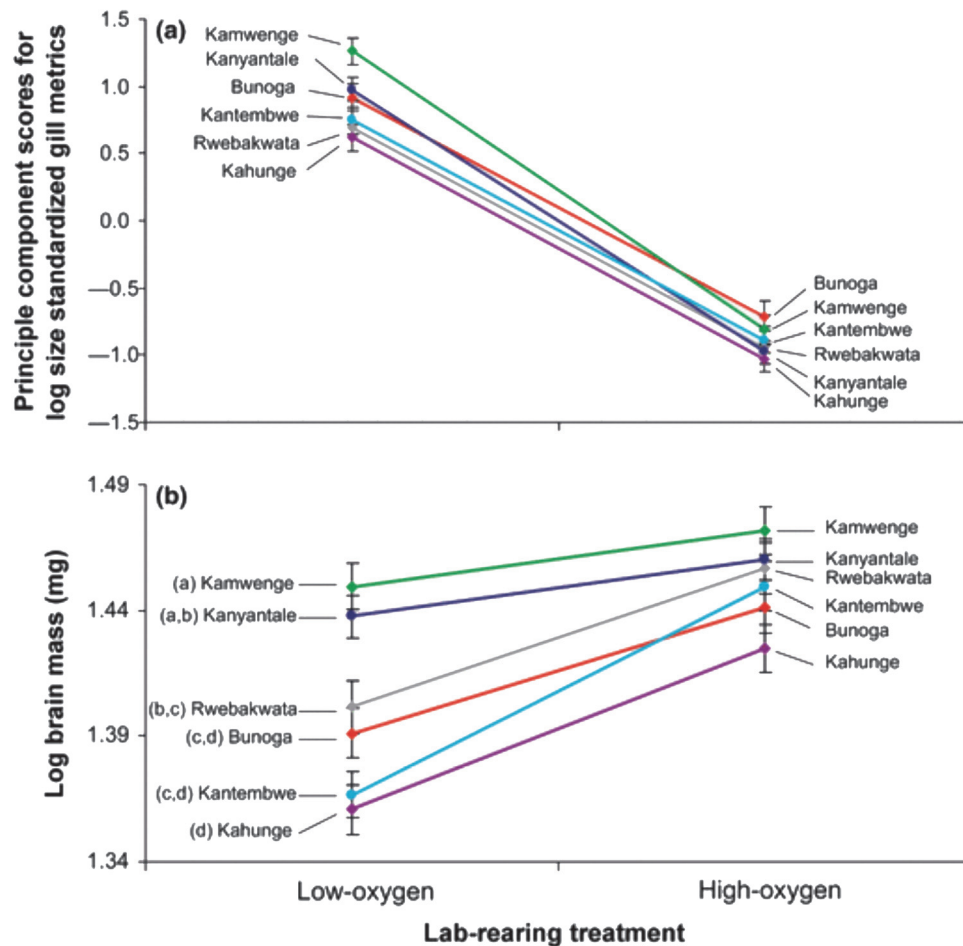 Principle component scores for
log size standardized gill metrics
(a)
1.5
1.0
0.5
0.0
—0.5
—1.0
—1.5
Kamwenge
Kanyantale
Bunoga
Kantembwe
Rwebakwata
Kahunge
Bunoga
Kamwenge
Kantembwe
Rwebakwata
Kanyantale
Kahunge
Log brain mass (mg)
(b)
1.49
1.44
1.39
1.34
(a) Kamwenge
(a,b) Kanyantale
(b,c) Rwebakwata
(c,d) Bunoga
(c,d) Kantembwe
(d) Kahunge
Kamwenge
Kanyantale
Rwebakwata
Kantembwe
Bunoga
Kahunge
Low-oxygen
High-oxygen
Lab-rearing treatment